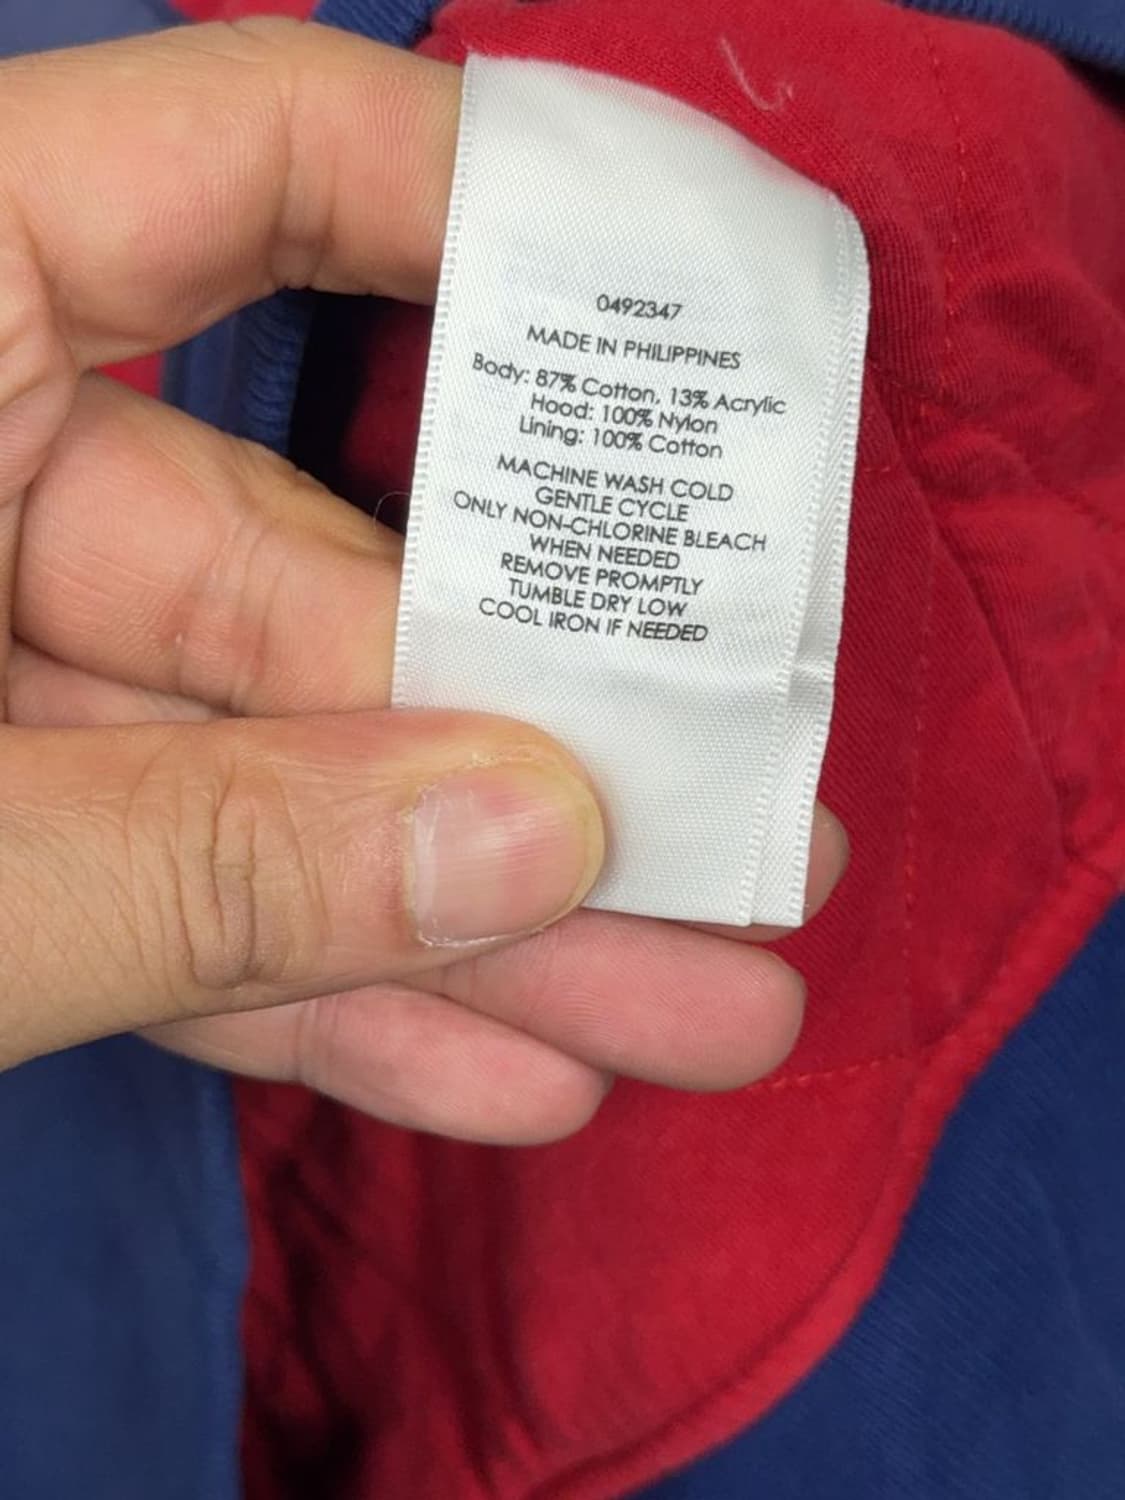 0492347
MADE IN PHILIPPINES
Body: 87% Cotton, 13% Acrylic
Hood: 100% Nylon
Lining: 100% Cotton
MACHINE WASH COLD
GENTLE CYCLE
ONLY NON-CHLORINE BLEACH
WHEN NEEDED
REMOVE PROMPTLY
TUMBLE DRY LOW
COOL IRON IF NEEDED